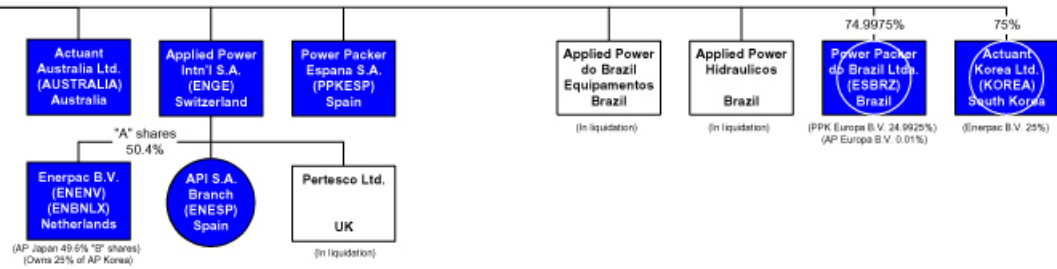 74.9975%
75%
Actuant
Australia Ltd.
(AUSTRALIA)
Australia
Applied Power
Intn'l S.A.
(ENGE)
Switzerland
Power Packer
Espana S.A.
(PPKESP)
Spain
Applied Power
do Brazil
Equipamentos
Brazil
(In liquidation)
Applied Power
Hidraulicos
Brazil
(In liquidation)
Power Packer
do Brazil Ltda.
(ESBRZ)
Brazil
(PPK Europa B.V. 24.9925%)
(AP Europa B.V. 0.01%)
Actuant
Korea Ltd.
(KOREA)
South Korea
(Enerpac B.V. 25%)
"A" shares
50.4%
Enerpac B.V.
(ENENV)
(ENBNLX)
Netherlands
(AP Japan 49.6% "B" shares)
(Owns 25% of AP Korea)
API S.A.
Branch
(ENESP)
Spain
Pertesco Ltd.
UK
(In liquidation)